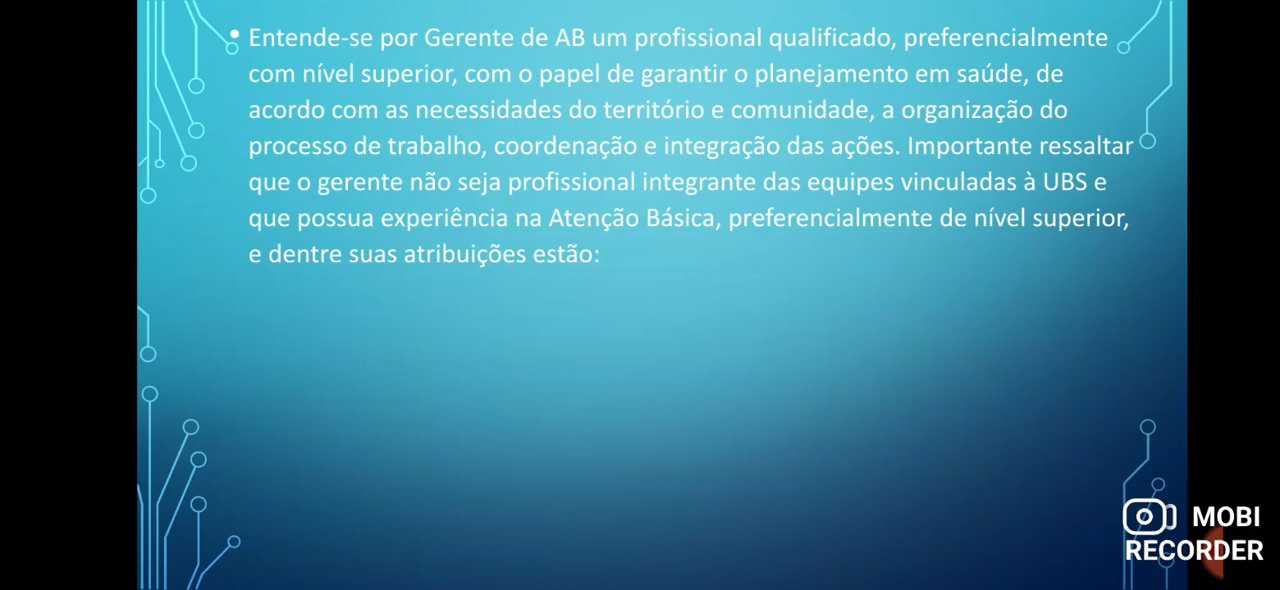 • Entende-se por Gerente de AB um profissional qualificado, preferencialmente
com nível superior, com o papel de garantir o planejamento em saúde, de
acordo com as necessidades do território e comunidade, a organização do
processo de trabalho, coordenação e integração das ações. Importante ressaltar
que o gerente não seja profissional integrante das equipes vinculadas à UBS e
que possua experiência na Atenção Básica, preferencialmente de nível superior,
e dentre suas atribuições estão:
MOBI
RECORDER